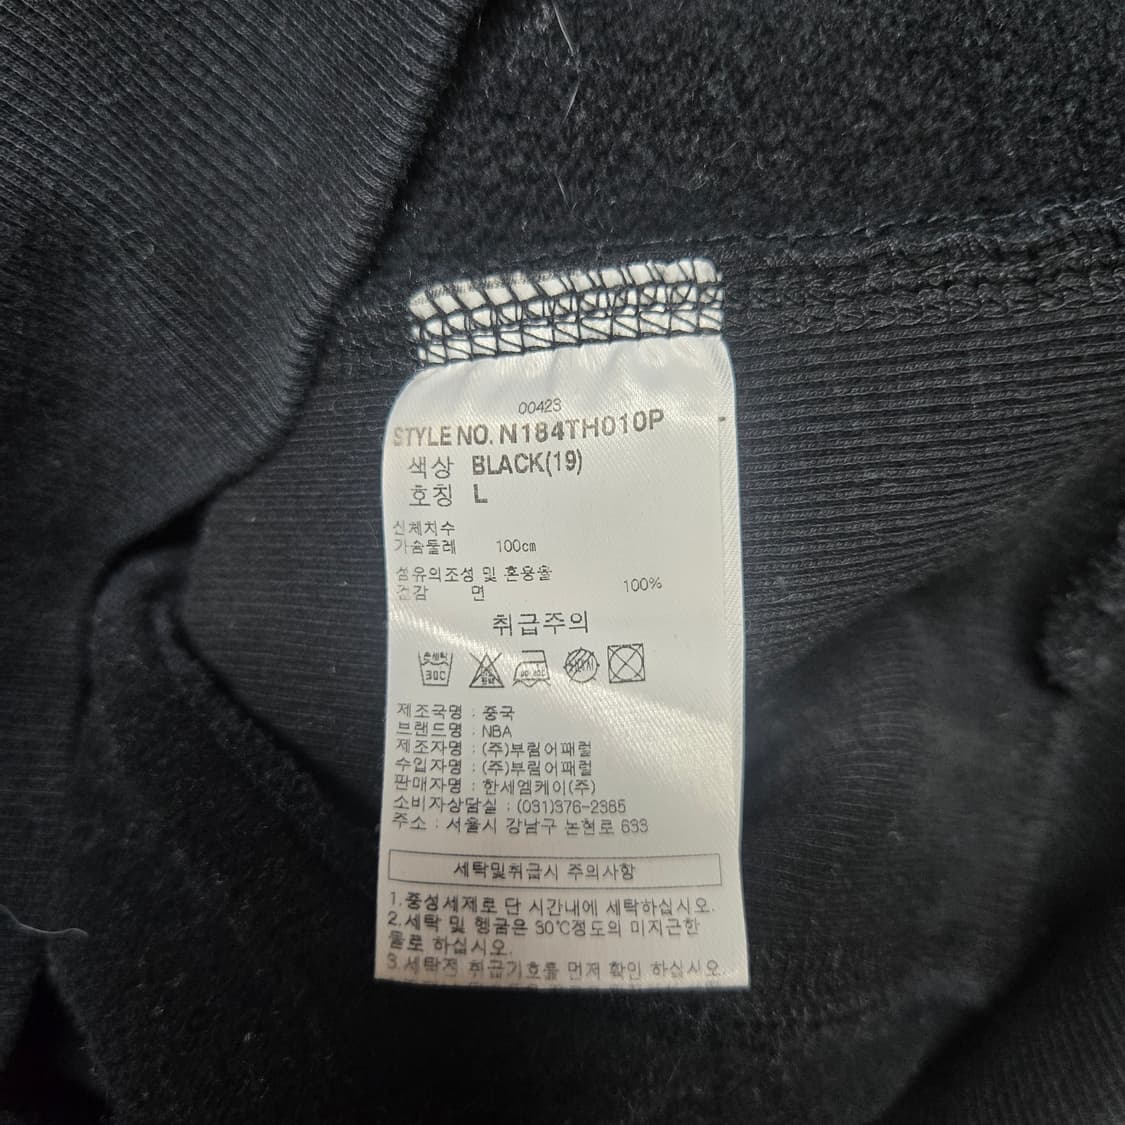 00423
STYLE NO. N184TH010P
색상 BLACK(19)
호칭 L
신체치수
가슴둘레 100cm
섬유의조성 및 혼용율
겉감 면 100%
취급주의
손세탁
30C
제조국명 : 중국
브랜드명 : NBA
제조자명 : (주)부림어패럴
수입자명 : (주)부림어패럴
판매자명 : 한세엠케이(주)
소비자상담실 : (031)376-2385
주소 : 서울시 강남구 논현로 633
세탁및취급시 주의사항
1.중성세제로 단 시간내에 세탁하십시오.
2.세탁 및 헹굼은 30℃정도의 미지근한
물로 하십시오.
3.세탁전 취급기호를 먼저 확인 하십시오.